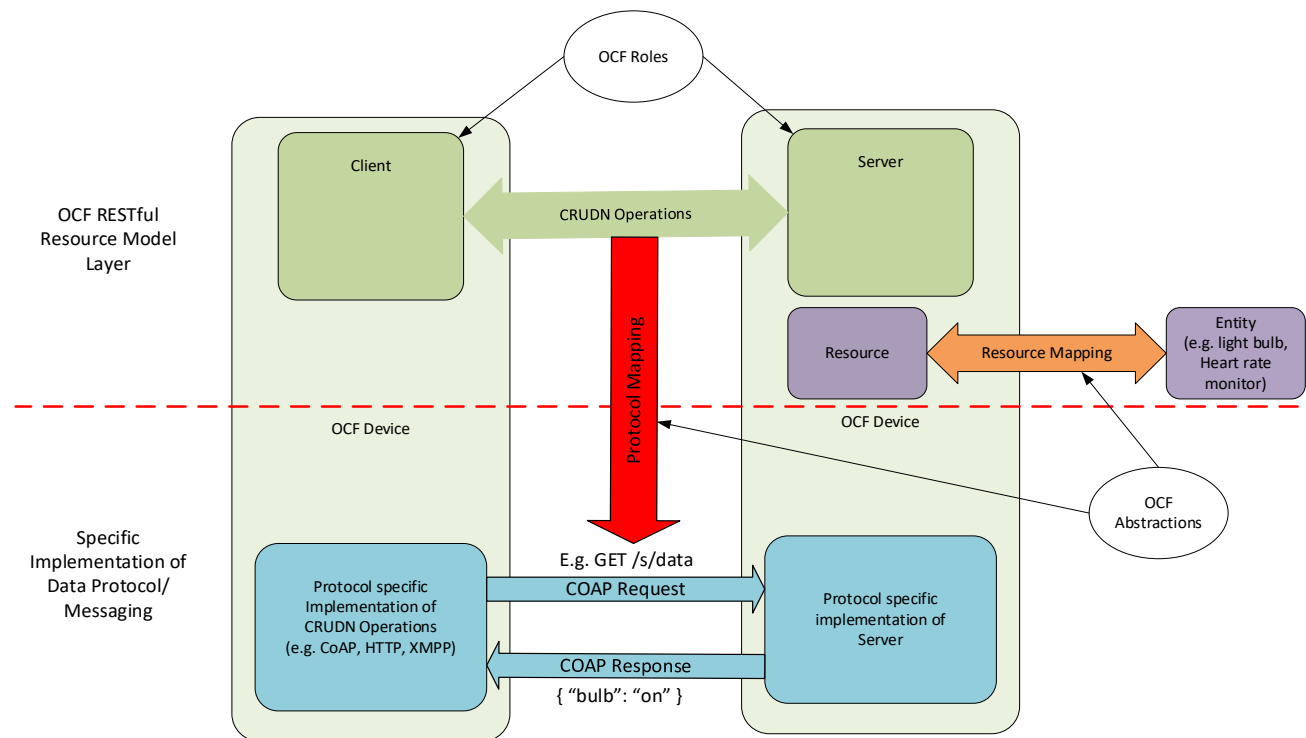 OCF Roles
Client
Server
OCF RESTful
Resource Model
Layer
CRUDN Operations
Protocol Mapping
Resource
Resource Mapping
Entity
(e.g. light bulb,
Heart rate
monitor)
OCF Device
OCF Device
OCF
Abstractions
Specific
Implementation of
Data Protocol/
Messaging
E.g. GET /s/data
COAP Request
Protocol specific
Implementation of
CRUDN Operations
(e.g. CoAP, HTTP, XMPP)
Protocol specific
implementation of
Server
COAP Response
{ “bulb”: “on” }